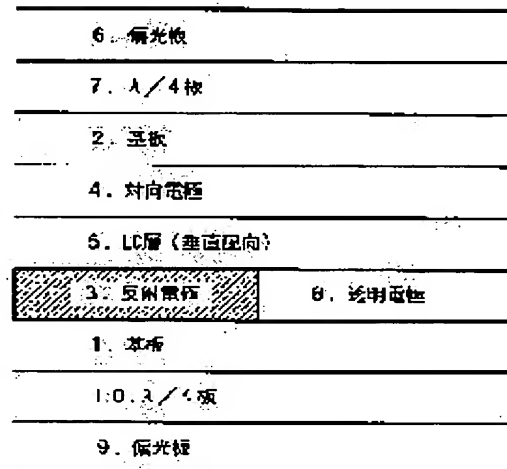 6. 偏光板
7. λ／4板
2. 基板
4. 対向電極
5. LC層（垂直配向）
3. 反射電極 8. 透明電極
1. 基板
10. λ／4板
9. 偏光板